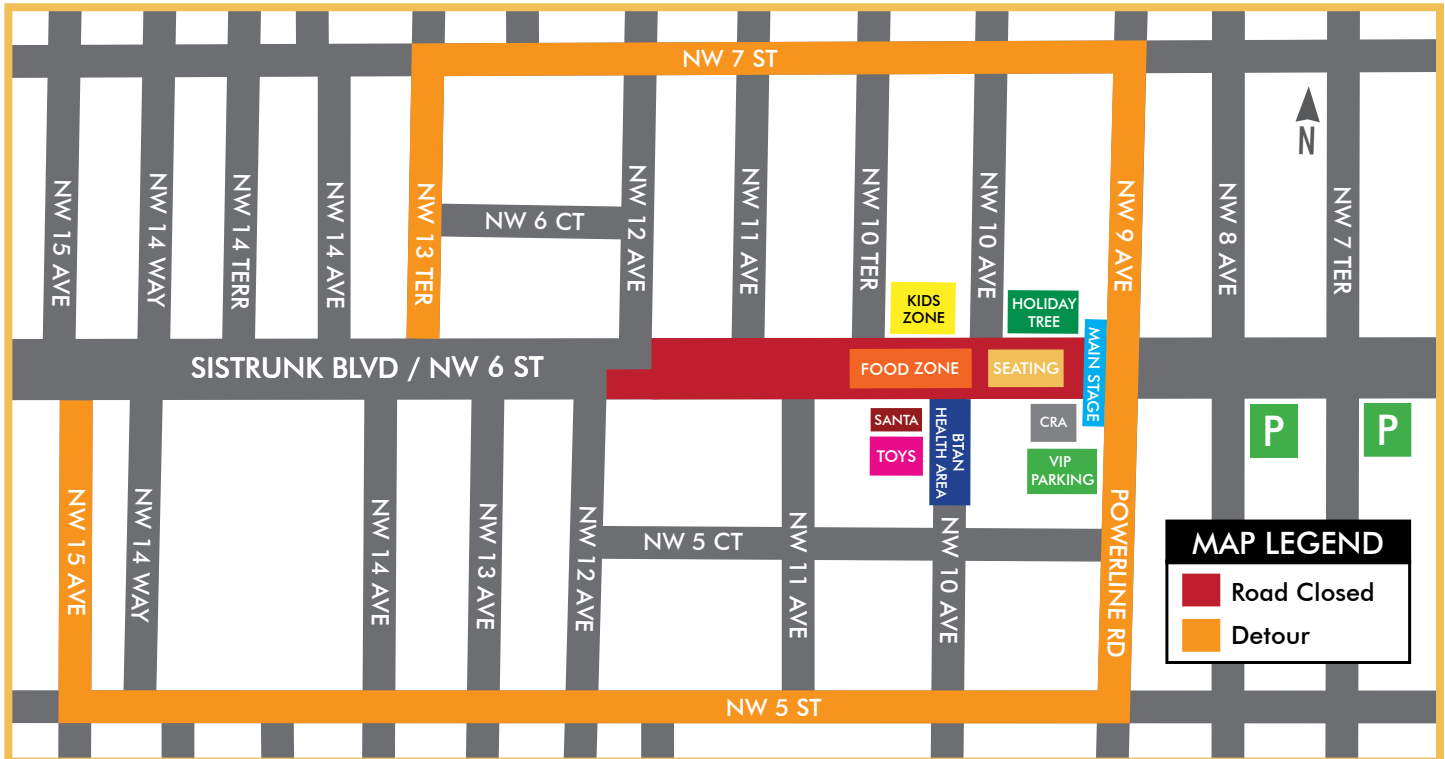 NW 7 ST
N
NW 15 AVE
NW 14 WAY
NW 14 TERR
NW 14 AVE
NW 13 TER
NW 6 CT
NW 12 AVE
NW 11 AVE
NW 10 TER
NW 10 AVE
NW 9 AVE
NW 8 AVE
NW 7 TER
KIDS
ZONE
HOLIDAY
TREE
MAIN STAGE
SISTRUNK BLVD / NW 6 ST
FOOD ZONE
SEATING
SANTA
TOYS
BTAN
HEALTH AREA
CRA
VIP
PARKING
P
P
NW 15 AVE
NW 14 WAY
NW 14 AVE
NW 13 AVE
NW 12 AVE
NW 5 CT
NW 11 AVE
NW 10 AVE
POWERLINE RD
MAP LEGEND
Road Closed
Detour
NW 5 ST